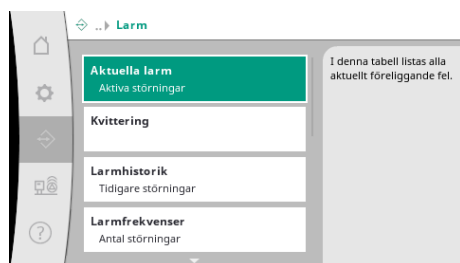 .. Larm
Aktuella larm
Aktiva störningar
Kvittering
Larmhistorik
Tidigare störningar
Larmfrekvenser
Antal störningar
I denna tabell listas alla
aktuellt föreliggande fel.